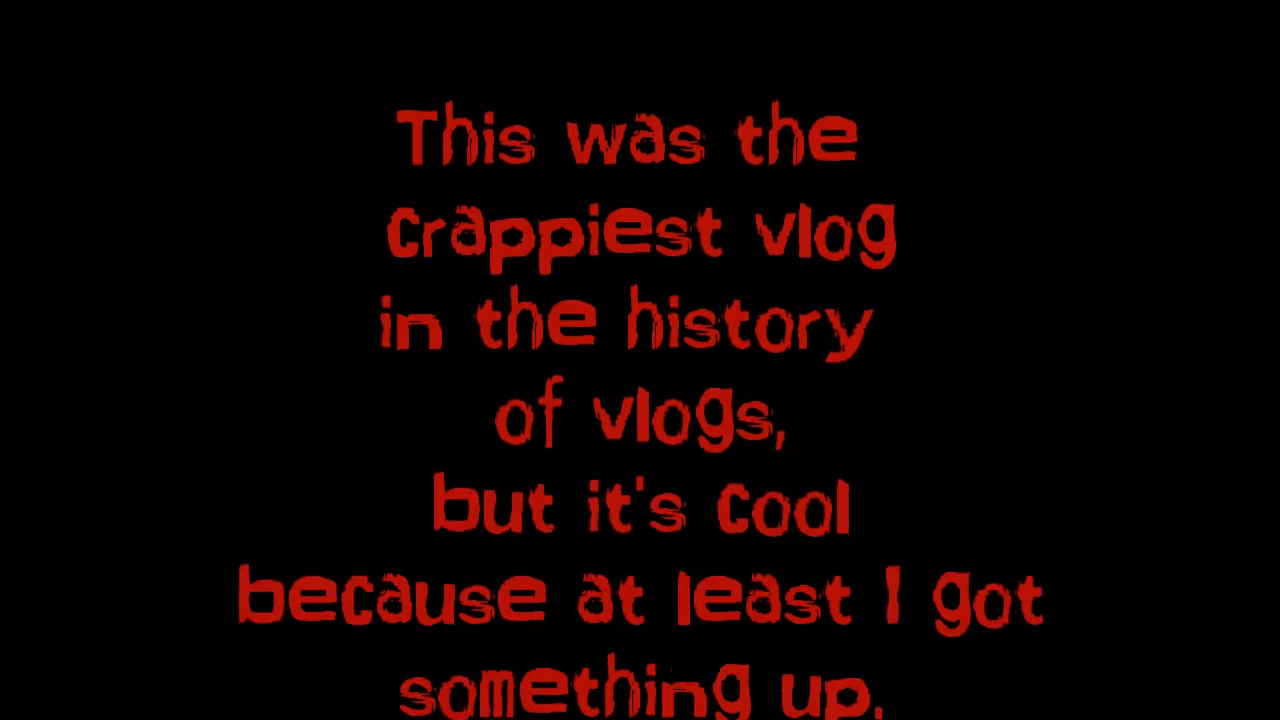 This was the
crappiest vlog
in the history
of vlogs,
but it's cool
because at least I got
something up.